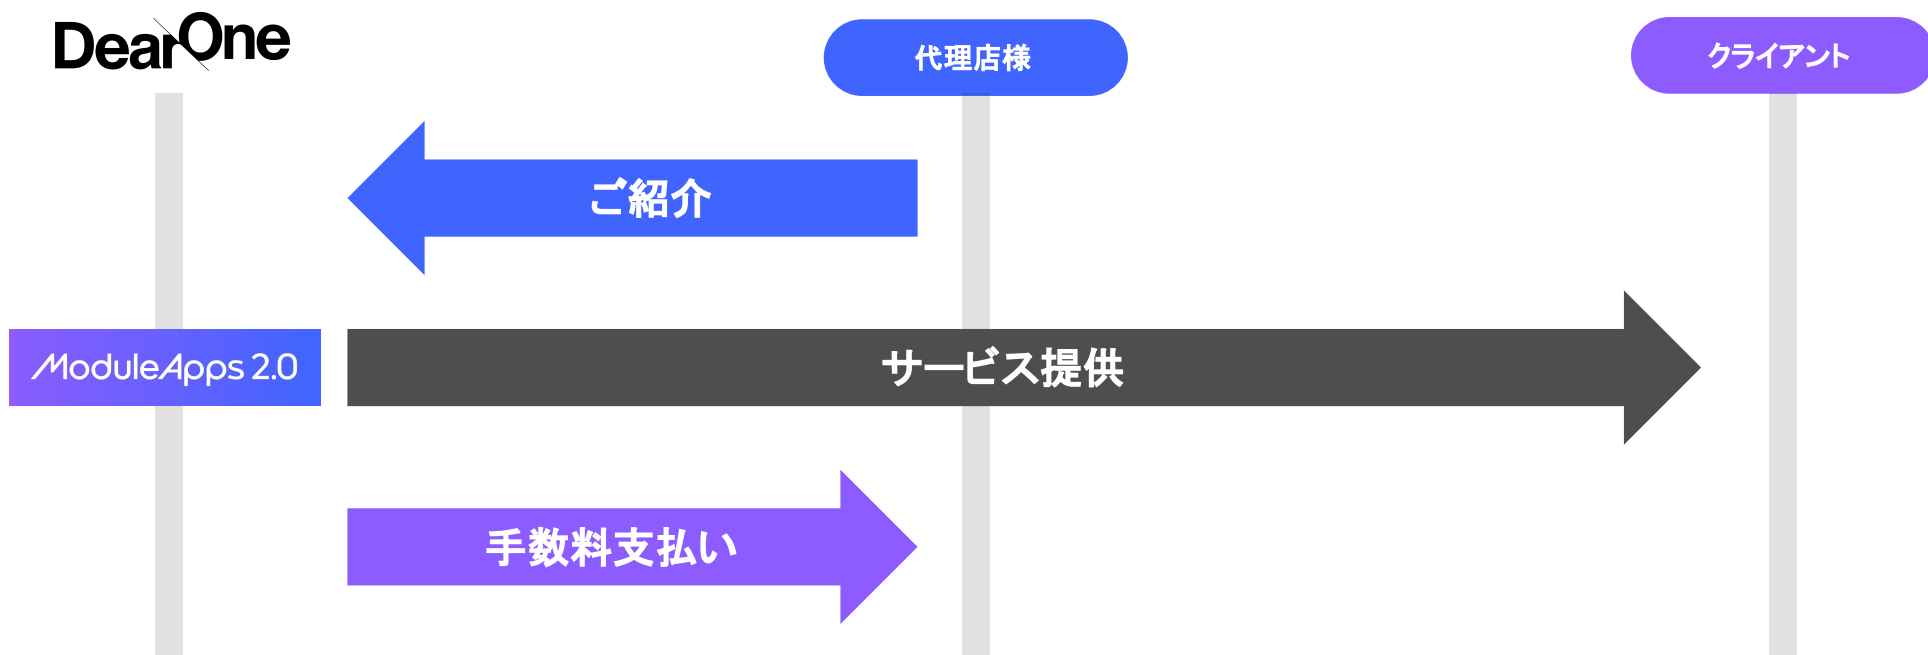 DearOne
代理店様
クライアント
ご紹介
ModuleApps 2.0
サービス提供
手数料支払い